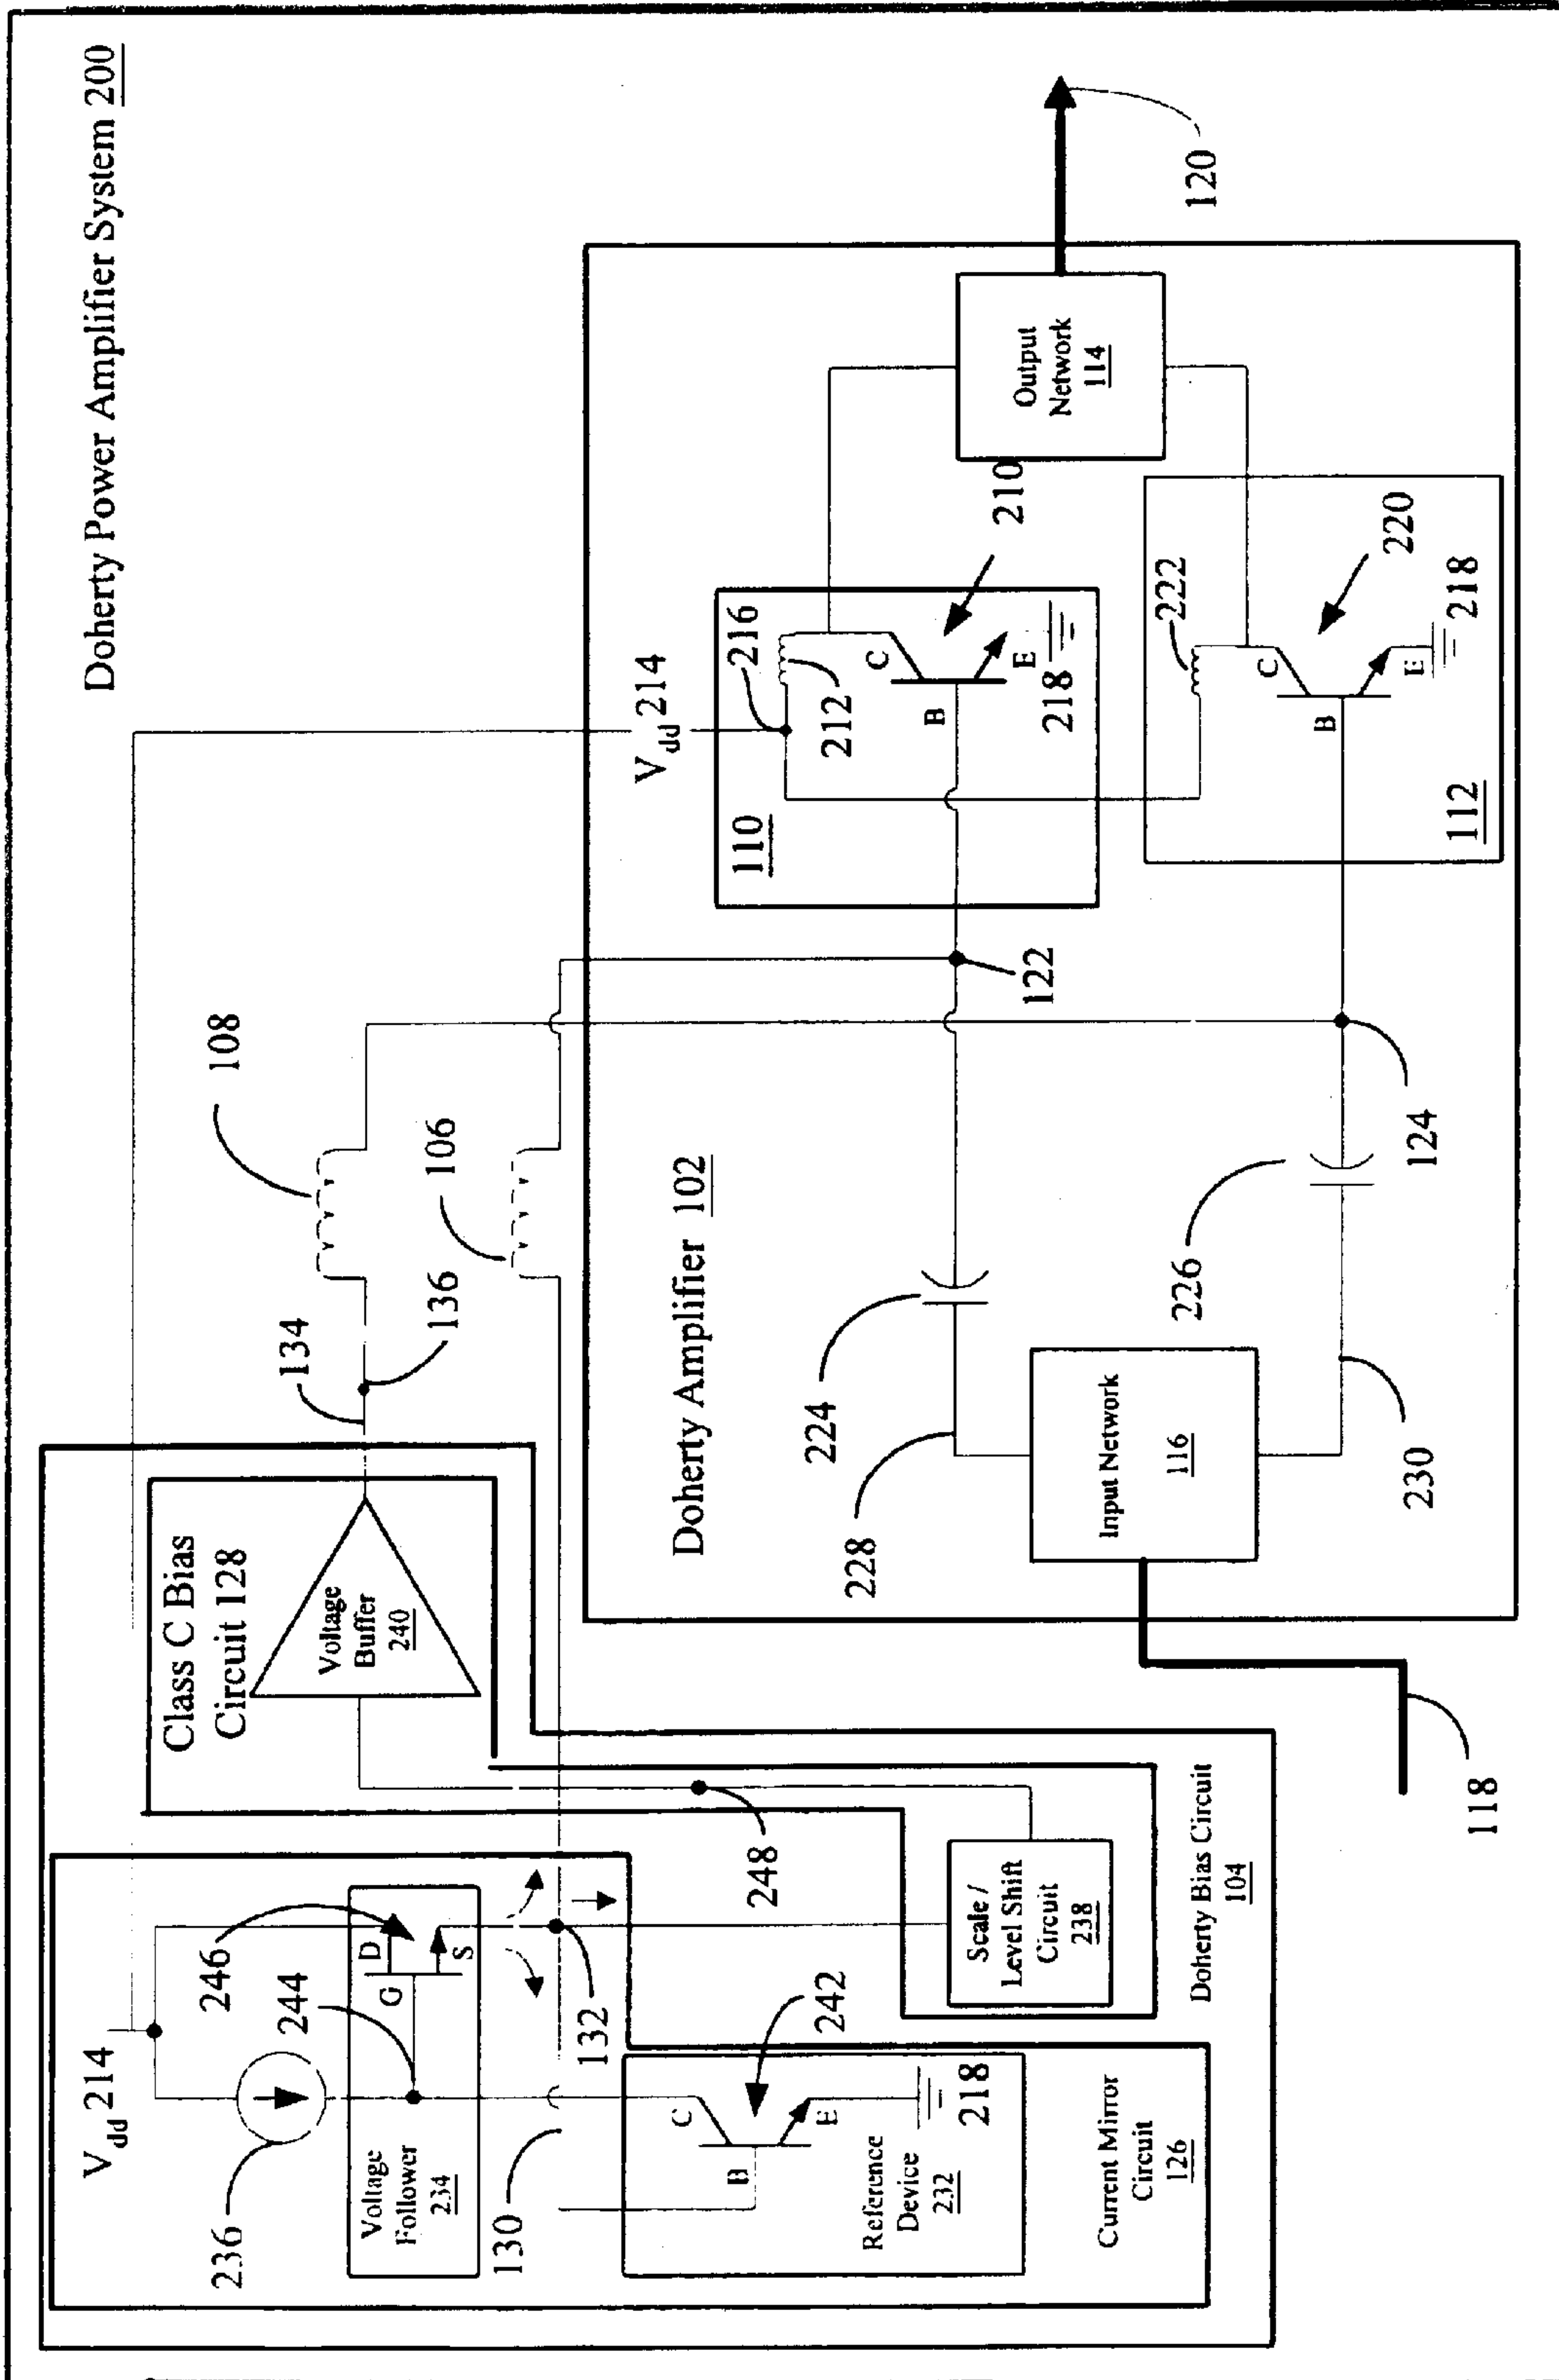 Doherty Power Amplifier System 200
V
dd
214
236
244
246
Voltage
Follower
234
D
G
S
130
132
C
B
E
242
218
Reference
Device
232
Current Mirror
Circuit
126
Class C Bias
Circuit 128
Voltage
Buffer
240
248
Scale /
Level Shift
Circuit
238
Doherty Bias Circuit
104
134
136
108
106
Doherty Amplifier 102
224
228
Input Network
116
226
230
118
122
124
V
dd
214
216
110
212
C
B
E
218
210
222
C
B
E
218
220
112
Output
Network
114
120